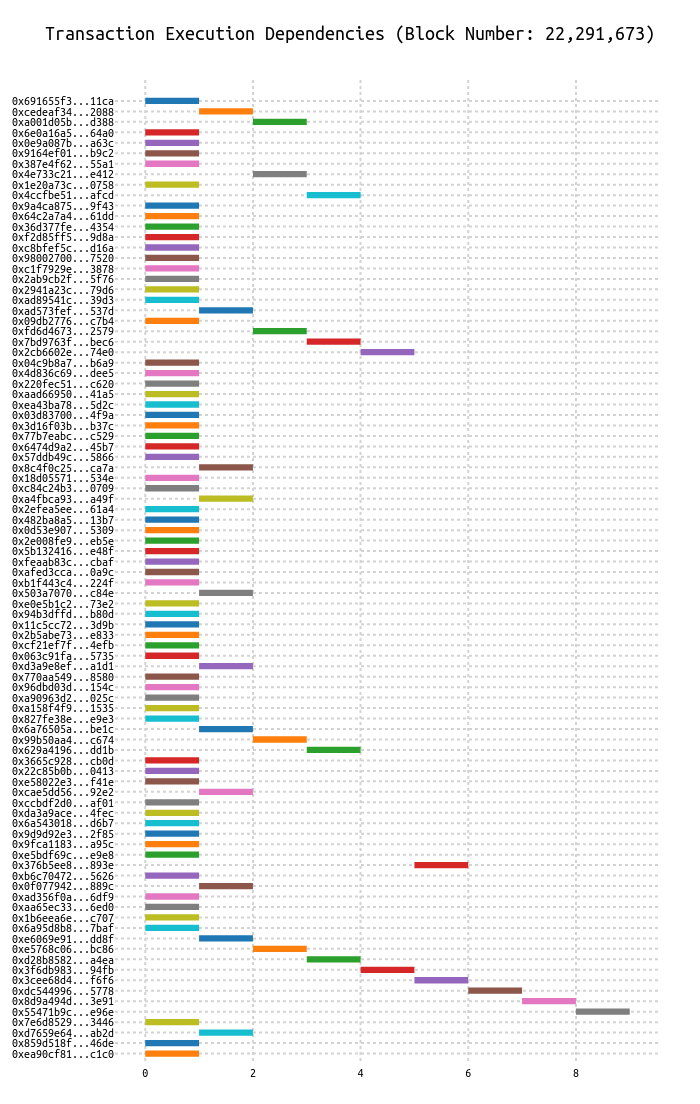 Transaction Execution Dependencies (Block Number: 22,291,673)
0x691655f3...11ca
0xcedeaf34...2088
0xa001d05b...d388
0x6e0a16a5...64a0
0x0e9a087b...a63c
0x9164ef01...b9c2
0x387e4f62...55a1
0x4e733c21...e412
0x1e20a73c...0758
0x4ccfbe51...afcd
0x9a4ca875...9f43
0x64c2a7a4...61dd
0x36d377fe...4354
0xf2d85ff5...9d8a
0xc8bfef5c...d16a
0x98002700...7520
0xc1f7929e...3878
0x2ab9cb2f...5f76
0x2941a23c...79d6
0xad89541c...39d3
0xad573fef...537d
0x09db2776...c7b4
0xfd6d4673...2579
0x7bd9763f...bec6
0x2cb6602e...74e0
0x04c9b8a7...b6a9
0x4d836c69...dee5
0x220fec51...c620
0xaad66950...41a5
0xea43ba78...5d2c
0x03d83700...4f9a
0x3d16f03b...b37c
0x77b7eabc...c529
0x6474d9a2...45b7
0x57ddb49c...5866
0x8c4f0c25...ca7a
0x18d05571...534e
0xc84c24b3...0709
0xa4fbca93...a49f
0x2efea5ee...61a4
0x482ba8a5...13b7
0x0d53e907...5309
0x2e008fe9...eb5e
0x5b132416...e48f
0xfeaab83c...cbaf
0xafed3cca...0a9c
0xb1f443c4...224f
0x503a7070...c84e
0xe0e5b1c2...73e2
0x94b3dffd...b80d
0x11c5cc72...3d9b
0x2b5abe73...e833
0xcf21ef7f...4efb
0x063c91fa...5735
0xd3a9e8ef...a1d1
0x770aa549...8580
0x96dbd03d...154c
0xa90963d2...025c
0xa158f4f9...1535
0x827fe38e...e9e3
0x6a76505a...be1c
0x99b50aa4...c674
0x629a4196...dd1b
0x3665c928...cb0d
0x22c85b0b...0413
0xe58022e3...f41e
0xcae5dd56...92e2
0xccbdf2d0...af01
0xda3a9ace...4fec
0x6a543018...d6b7
0x9d9d92e3...2f85
0x9fca1183...a95c
0xe5bdf69c...e9e8
0x376b5ee8...893e
0xb6c70472...5626
0x0f077942...889c
0xad356f0a...6df9
0xaa65ec33...6ed0
0x1b6eea6e...c707
0x6a95d8b8...7baf
0xe6069e91...dd8f
0xe5768c06...bc86
0xd28b8582...a4ea
0x3f6db983...94fb
0x3cee68d4...f6f6
0xdc544996...5778
0x8d9a494d...3e91
0x55471b9c...e96e
0x7e6d8529...3446
0xd7659e64...ab2d
0x859d518f...46de
0xea90cf81...c1c0
0 2 4 6 8